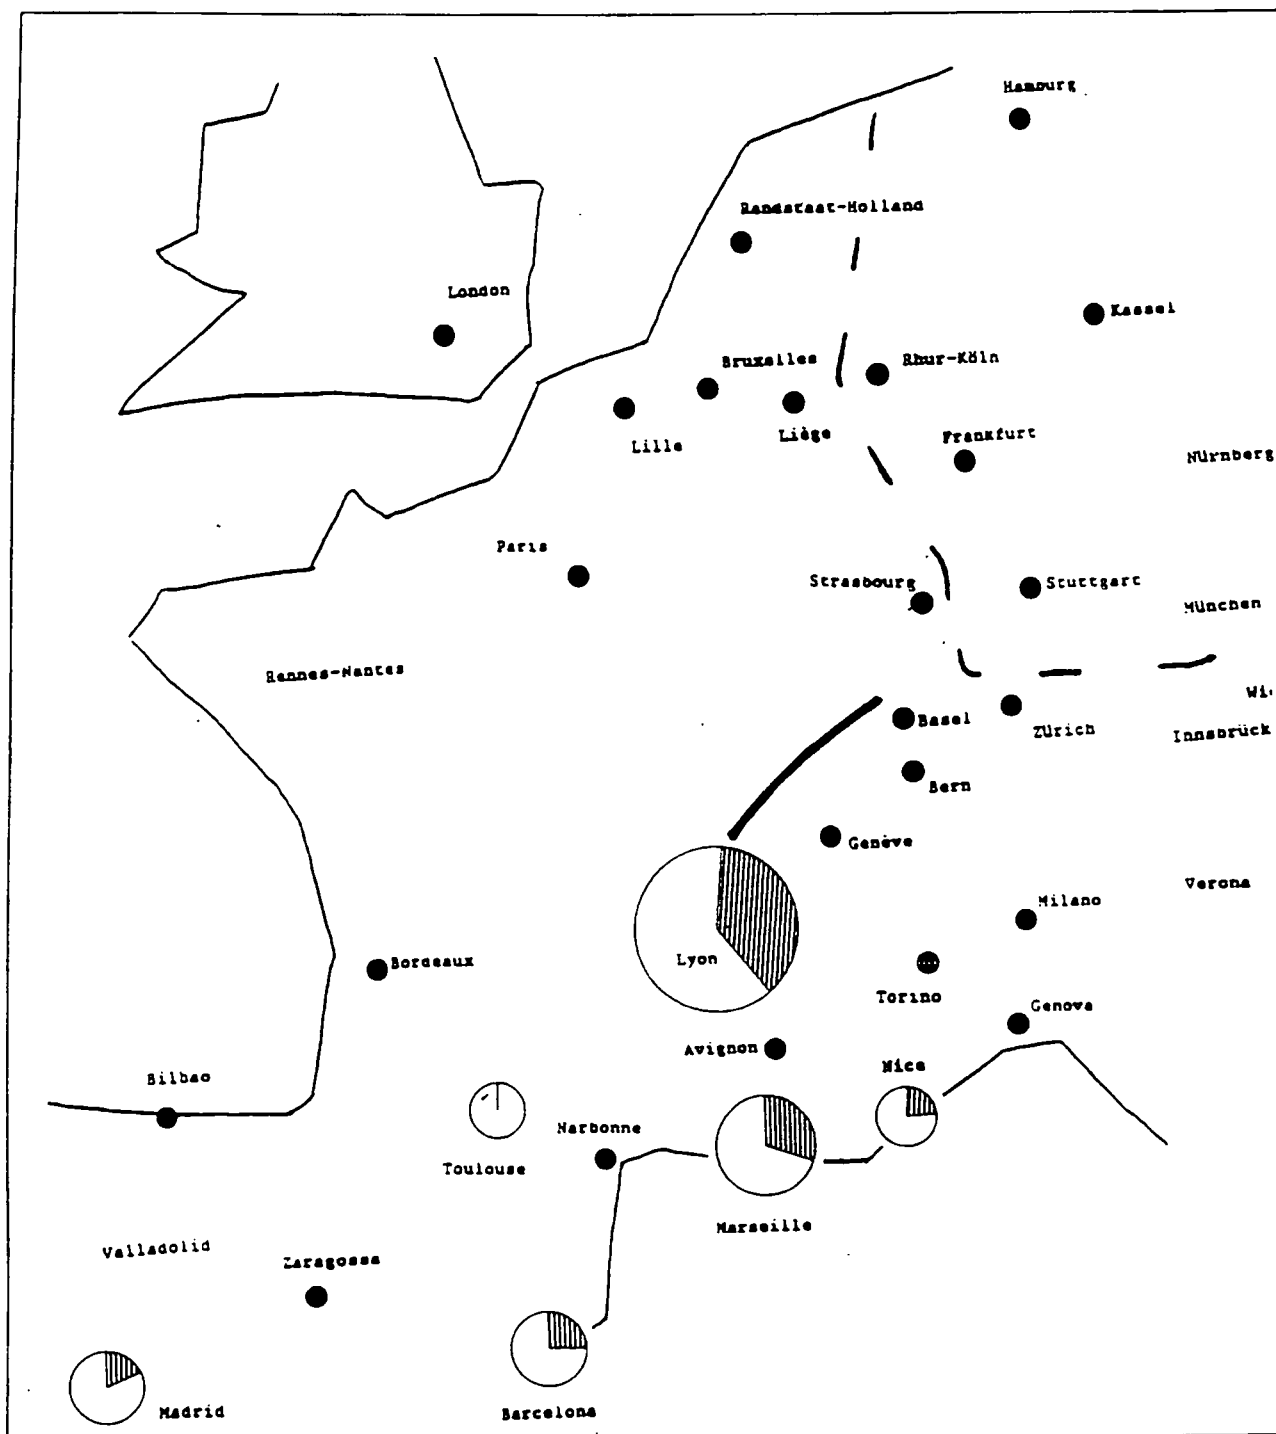 Hamburg
Randstaat-Holland
London
Kassel
Bruxelles
Rhur-Köln
Lille
Liège
Frankfurt
Nürnberg
Paris
Strasbourg
Stuttgart
München
Rennes-Nantes
Wi
Basel
Zürich
Innsbrück
Bern
Genève
Verona
Milano
Lyon
Bordeaux
Torino
Genova
Avignon
Nice
Bilbao
Narbonne
Toulouse
Marseille
Valladolid
Zaragossa
Madrid
Barcelona